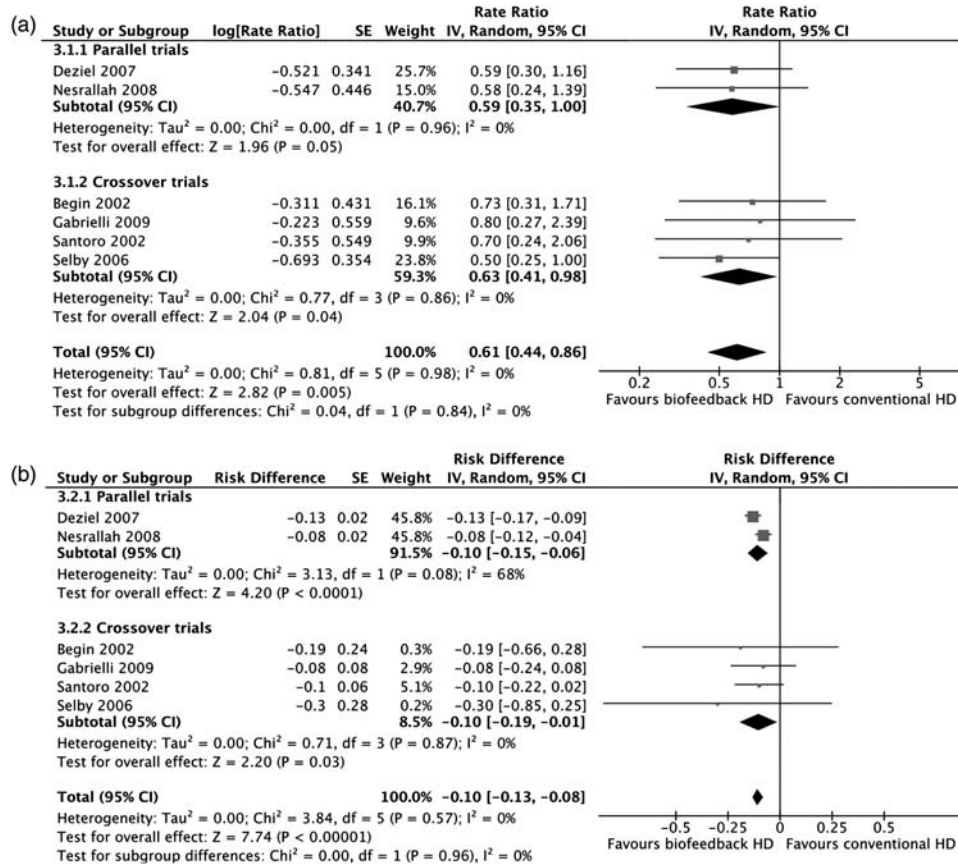 (a)
Rate Ratio Rate Ratio
Study or Subgroup log[Rate Ratio] SE Weight IV, Random, 95% CI IV, Random, 95% CI
3.1.1 Parallel trials
Deziel 2007 −0.521 0.341 25.7% 0.59 [0.30, 1.16]
Nesrallah 2008 −0.547 0.446 15.0% 0.58 [0.24, 1.39]
Subtotal (95% CI) 40.7% 0.59 [0.35, 1.00]
Heterogeneity: Tau² = 0.00; Chi² = 0.00, df = 1 (P = 0.96); I² = 0%
Test for overall effect: Z = 1.96 (P = 0.05)
3.1.2 Crossover trials
Begin 2002 −0.311 0.431 16.1% 0.73 [0.31, 1.71]
Gabrielli 2009 −0.223 0.559 9.6% 0.80 [0.27, 2.39]
Santoro 2002 −0.355 0.549 9.9% 0.70 [0.24, 2.06]
Selby 2006 −0.693 0.354 23.8% 0.50 [0.25, 1.00]
Subtotal (95% CI) 59.3% 0.63 [0.41, 0.98]
Heterogeneity: Tau² = 0.00; Chi² = 0.77, df = 3 (P = 0.86); I² = 0%
Test for overall effect: Z = 2.04 (P = 0.04)
Total (95% CI) 100.0% 0.61 [0.44, 0.86]
Heterogeneity: Tau² = 0.00; Chi² = 0.81, df = 5 (P = 0.98); I² = 0%
Test for overall effect: Z = 2.82 (P = 0.005)
Test for subgroup differences: Chi² = 0.04, df = 1 (P = 0.84), I² = 0%
0.2 0.5 1 2 5
Favours biofeedback HD Favours conventional HD
(b)
Risk Difference Risk Difference
Study or Subgroup Risk Difference SE Weight IV, Random, 95% CI IV, Random, 95% CI
3.2.1 Parallel trials
Deziel 2007 −0.13 0.02 45.8% −0.13 [−0.17, −0.09]
Nesrallah 2008 −0.08 0.02 45.8% −0.08 [−0.12, −0.04]
Subtotal (95% CI) 91.5% −0.10 [−0.15, −0.06]
Heterogeneity: Tau² = 0.00; Chi² = 3.13, df = 1 (P = 0.08); I² = 68%
Test for overall effect: Z = 4.20 (P < 0.0001)
3.2.2 Crossover trials
Begin 2002 −0.19 0.24 0.3% −0.19 [−0.66, 0.28]
Gabrielli 2009 −0.08 0.08 2.9% −0.08 [−0.24, 0.08]
Santoro 2002 −0.1 0.06 5.1% −0.10 [−0.22, 0.02]
Selby 2006 −0.3 0.28 0.2% −0.30 [−0.85, 0.25]
Subtotal (95% CI) 8.5% −0.10 [−0.19, −0.01]
Heterogeneity: Tau² = 0.00; Chi² = 0.71, df = 3 (P = 0.87); I² = 0%
Test for overall effect: Z = 2.20 (P = 0.03)
Total (95% CI) 100.0% −0.10 [−0.13, −0.08]
Heterogeneity: Tau² = 0.00; Chi² = 3.84, df = 5 (P = 0.57); I² = 0%
Test for overall effect: Z = 7.74 (P < 0.00001)
Test for subgroup differences: Chi² = 0.00, df = 1 (P = 0.96), I² = 0%
−0.5 −0.25 0 0.25 0.5
Favours biofeedback HD Favours conventional HD